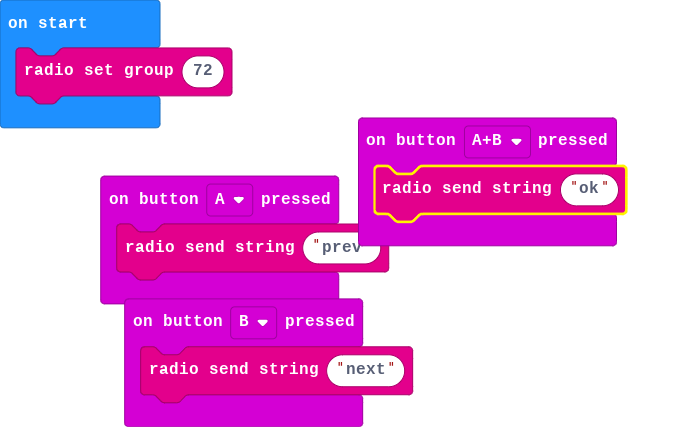 on start
radio set group 72
on button A+B pressed
radio send string "ok"
on button A pressed
radio send string "prev
on button B pressed
radio send string "next"